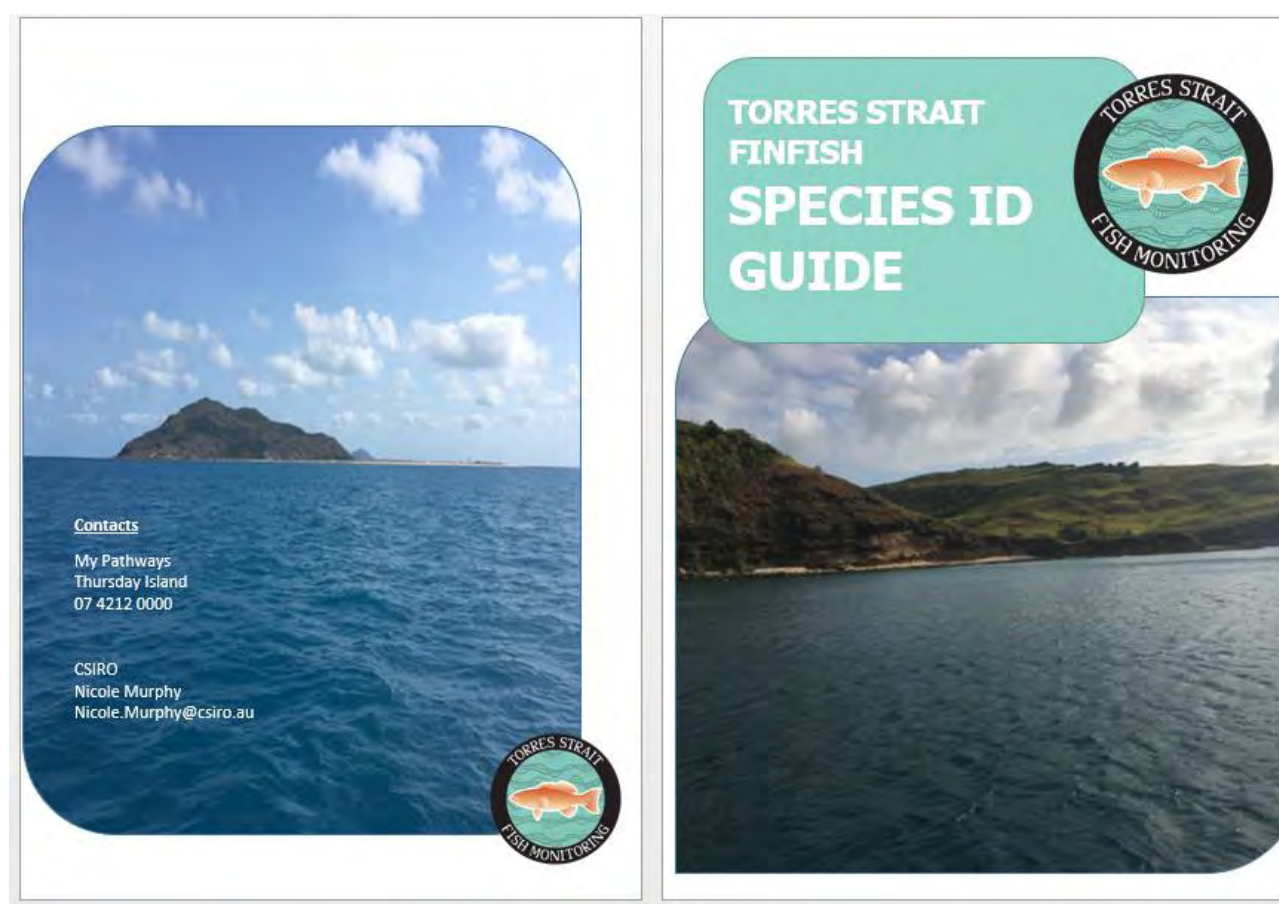 Contacts
My Pathways
Thursday Island
07 4212 0000
CSIRO
Nicole Murphy
Nicole.Murphy@csiro.au
TORRES STRAIT
FISH MONITORING
TORRES STRAIT
FINFISH
SPECIES ID
GUIDE
TORRES STRAIT
FISH MONITORING